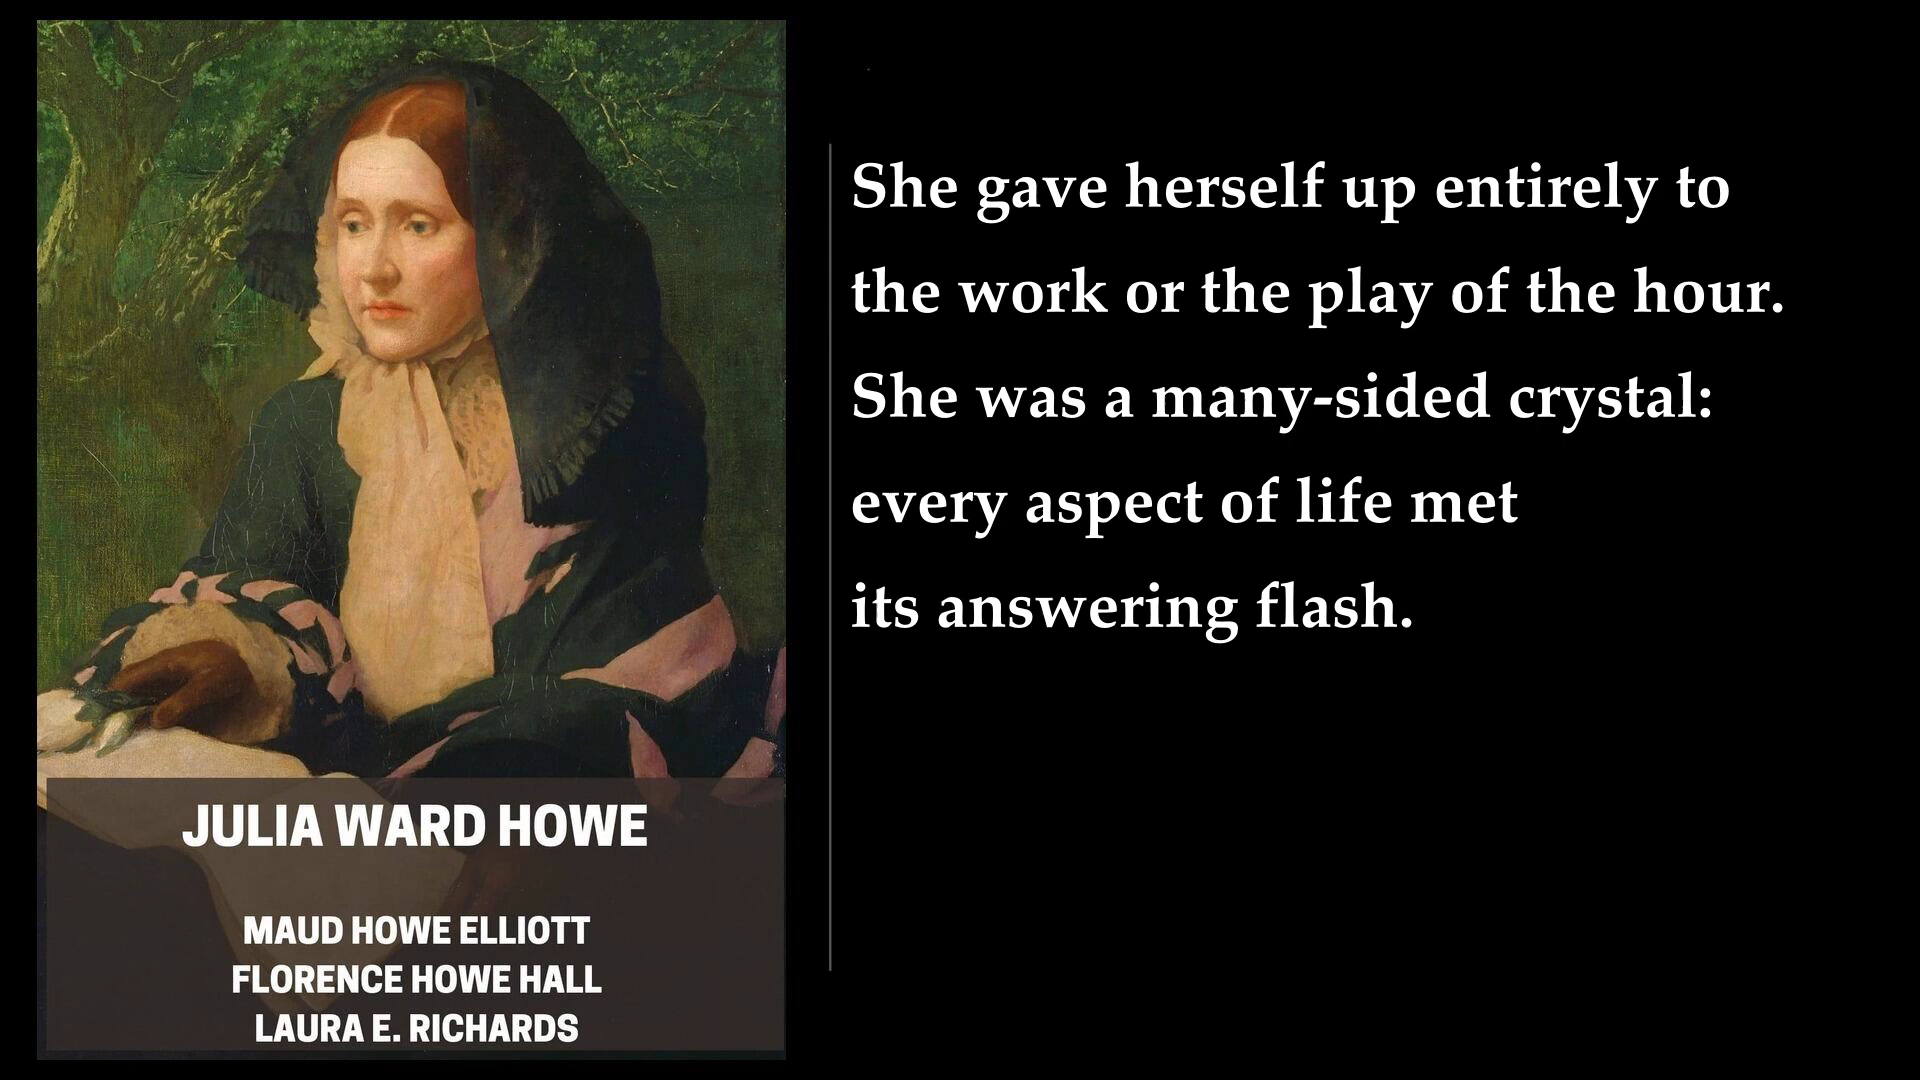 She gave herself up entirely to
the work or the play of the hour.
She was a many-sided crystal:
every aspect of life met
its answering flash.
JULIA WARD HOWE
MAUD HOWE ELLIOTT
FLORENCE HOWE HALL
LAURA E. RICHARDS